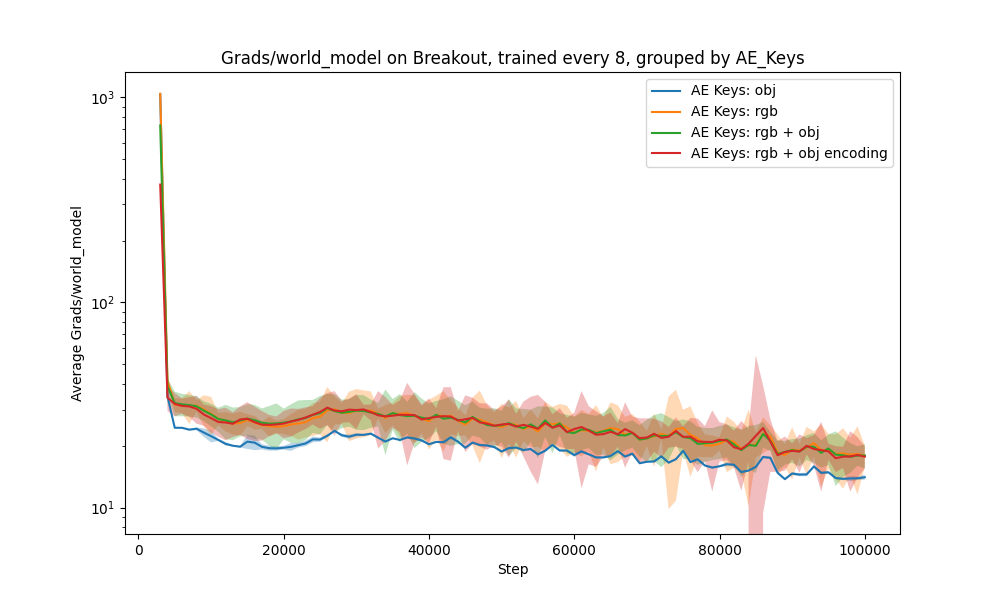 Grads/world_model on Breakout, trained every 8, grouped by AE_Keys
AE Keys: obj
AE Keys: rgb
AE Keys: rgb + obj
AE Keys: rgb + obj encoding
Average Grads/world_model
10³
10²
10¹
0 20000 40000 60000 80000 100000
Step